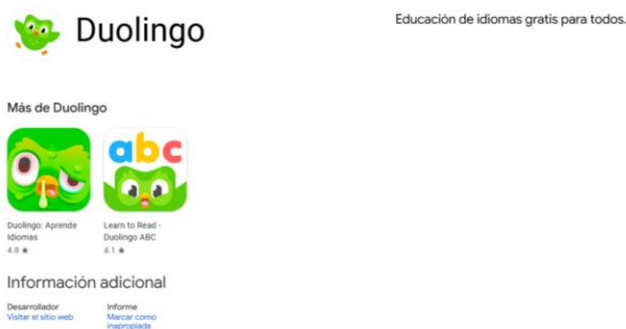 Duolingo
Educación de idiomas gratis para todos.
Más de Duolingo
abc
Duolingo: Aprende
Idiomas
4.8 ★
Learn to Read -
Duolingo ABC
4.1 ★
Información adicional
Desarrollador
Visitar el sitio web
Informe
Marcar como
inapropiada